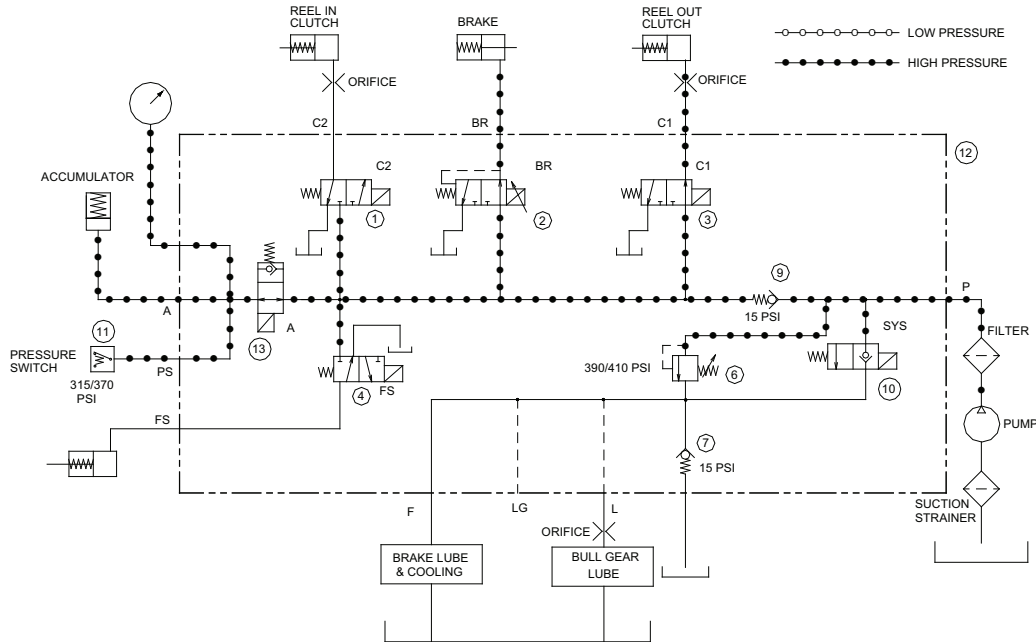 REEL IN
CLUTCH
BRAKE
REEL OUT
CLUTCH
LOW PRESSURE
HIGH PRESSURE
ORIFICE
ORIFICE
C2
BR
C1
12
ACCUMULATOR
C2
BR
C1
1
2
3
9
P
A
A
15 PSI
SYS
FILTER
11
13
PRESSURE
SWITCH
315/370
PSI
PS
390/410 PSI
6
4
FS
10
FS
7
PUMP
15 PSI
F
LG
L
SUCTION
STRAINER
ORIFICE
BRAKE LUBE
& COOLING
BULL GEAR
LUBE